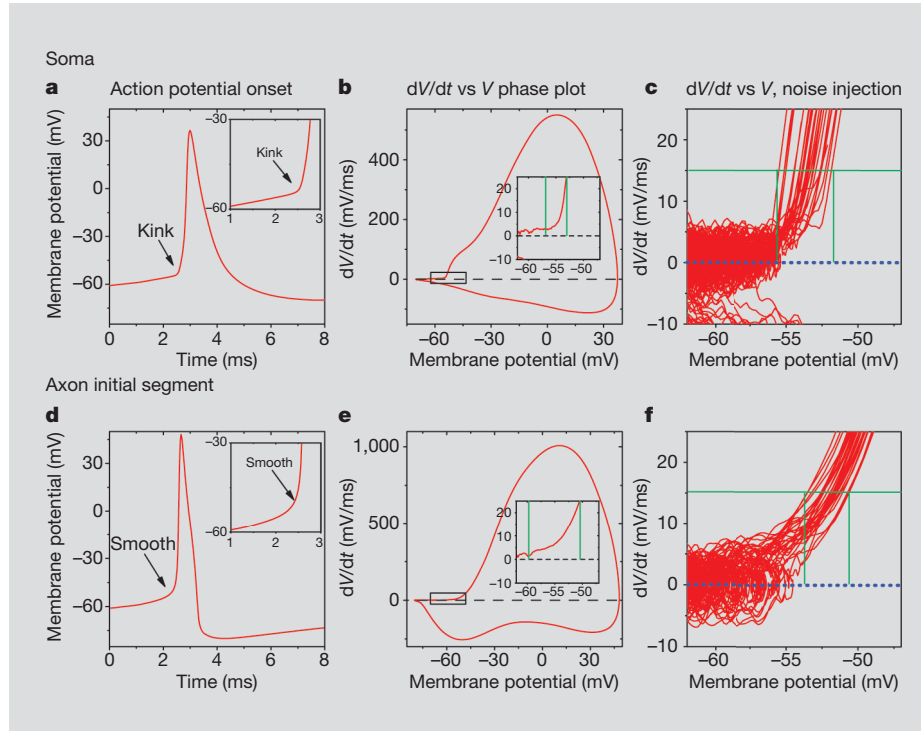 Soma
a Action potential onset
b dV/dt vs V phase plot
c dV/dt vs V, noise injection
Membrane potential (mV)
30
0
−30
−60
0 2 4 6 8
Time (ms)
Kink
−30
−60
1 2 3
Kink
dV/dt (mV/ms)
400
200
0
−60 −30 0 30
Membrane potential (mV)
20
10
0
−10
−60 −55 −50
dV/dt (mV/ms)
20
10
0
−10
−60 −55 −50
Membrane potential (mV)
Axon initial segment
d
e
f
Membrane potential (mV)
30
0
−30
−60
0 2 4 6 8
Time (ms)
Smooth
−30
−60
1 2 3
Smooth
dV/dt (mV/ms)
1,000
500
0
−60 −30 0 30
Membrane potential (mV)
20
10
0
−10
−60 −55 −50
dV/dt (mV/ms)
20
10
0
−10
−60 −55 −50
Membrane potential (mV)